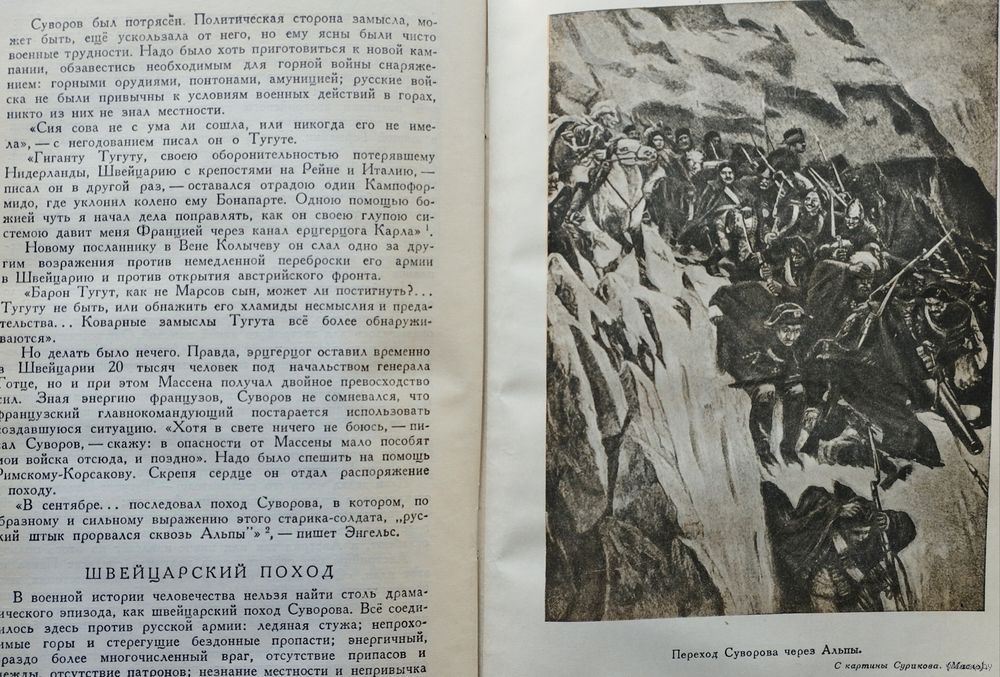 Суворов был потрясён. Политическая сторона замысла, мо-
жет быть, ещё ускользала от него, но ему ясны были чисто
военные трудности. Надо было хоть приготовиться к новой кам-
пании, обзавестись необходимым для горной войны снаряже-
нием: горными орудиями, понтонами, амуницией; русские вой-
ска не были привычны к условиям военных действий в горах,
никто из них не знал местности.
«Сия сова не с ума ли сошла, или никогда его не име-
ла», — с негодованием писал он о Тугуте.
«Гиганту Тугуту, своею оборонительностью потерявшему
Нидерланды, Швейцарию с крепостями на Рейне и Италию, —
писал он в другой раз, — оставался отрадою один Кампофор-
мидо, где уклонил колено ему Бонапарте. Одною помощью бо-
жией чуть я начал дела поправлять, как он своею глупою си-
стемою давит меня Францией через канал ерцгерцога Карла» ¹.
Новому посланнику в Вене Колычеву он слал одно за дру-
гим возражения против немедленной переброски его армии
в Швейцарию и против открытия австрийского фронта.
«Барон Тугут, как не Марсов сын, может ли постигнуть?...
Тугуту не быть, или обнажить его хламиды несмыслия и преда-
тельства... Коварные замыслы Тугута всё более обнаружи-
ваются».
Но делать было нечего. Правда, эрцгерцог оставил временно
в Швейцарии 20 тысяч человек под начальством генерала
Готце, но и при этом Массена получал двойное превосходство
сил. Зная энергию французов, Суворов не сомневался, что
французский главнокомандующий постарается использовать
создавшуюся ситуацию. «Хотя в свете ничего не боюсь, — пи-
сал Суворов, — скажу: в опасности от Массены мало пособят
мои войска отсюда, и поздно». Надо было спешить на помощь
Римскому-Корсакову. Скрепя сердце он отдал распоряжение
походу.
«В сентябре... последовал поход Суворова, в котором, по
образному и сильному выражению этого старика-солдата, „рус-
ский штык прорвался сквозь Альпы"» ², — пишет Энгельс.
ШВЕЙЦАРСКИЙ ПОХОД
В военной истории человечества нельзя найти столь драма-
тического эпизода, как швейцарский поход Суворова. Всё соеди-
нилось здесь против русской армии: ледяная стужа; непрохо-
димые горы и стерегущие бездонные пропасти; энергичный,
гораздо более многочисленный враг, отсутствие припасов и
одежды, отсутствие патронов; незнание местности и непривычка
Переход Суворова через Альпы.
С картины Сурикова. (Масло).